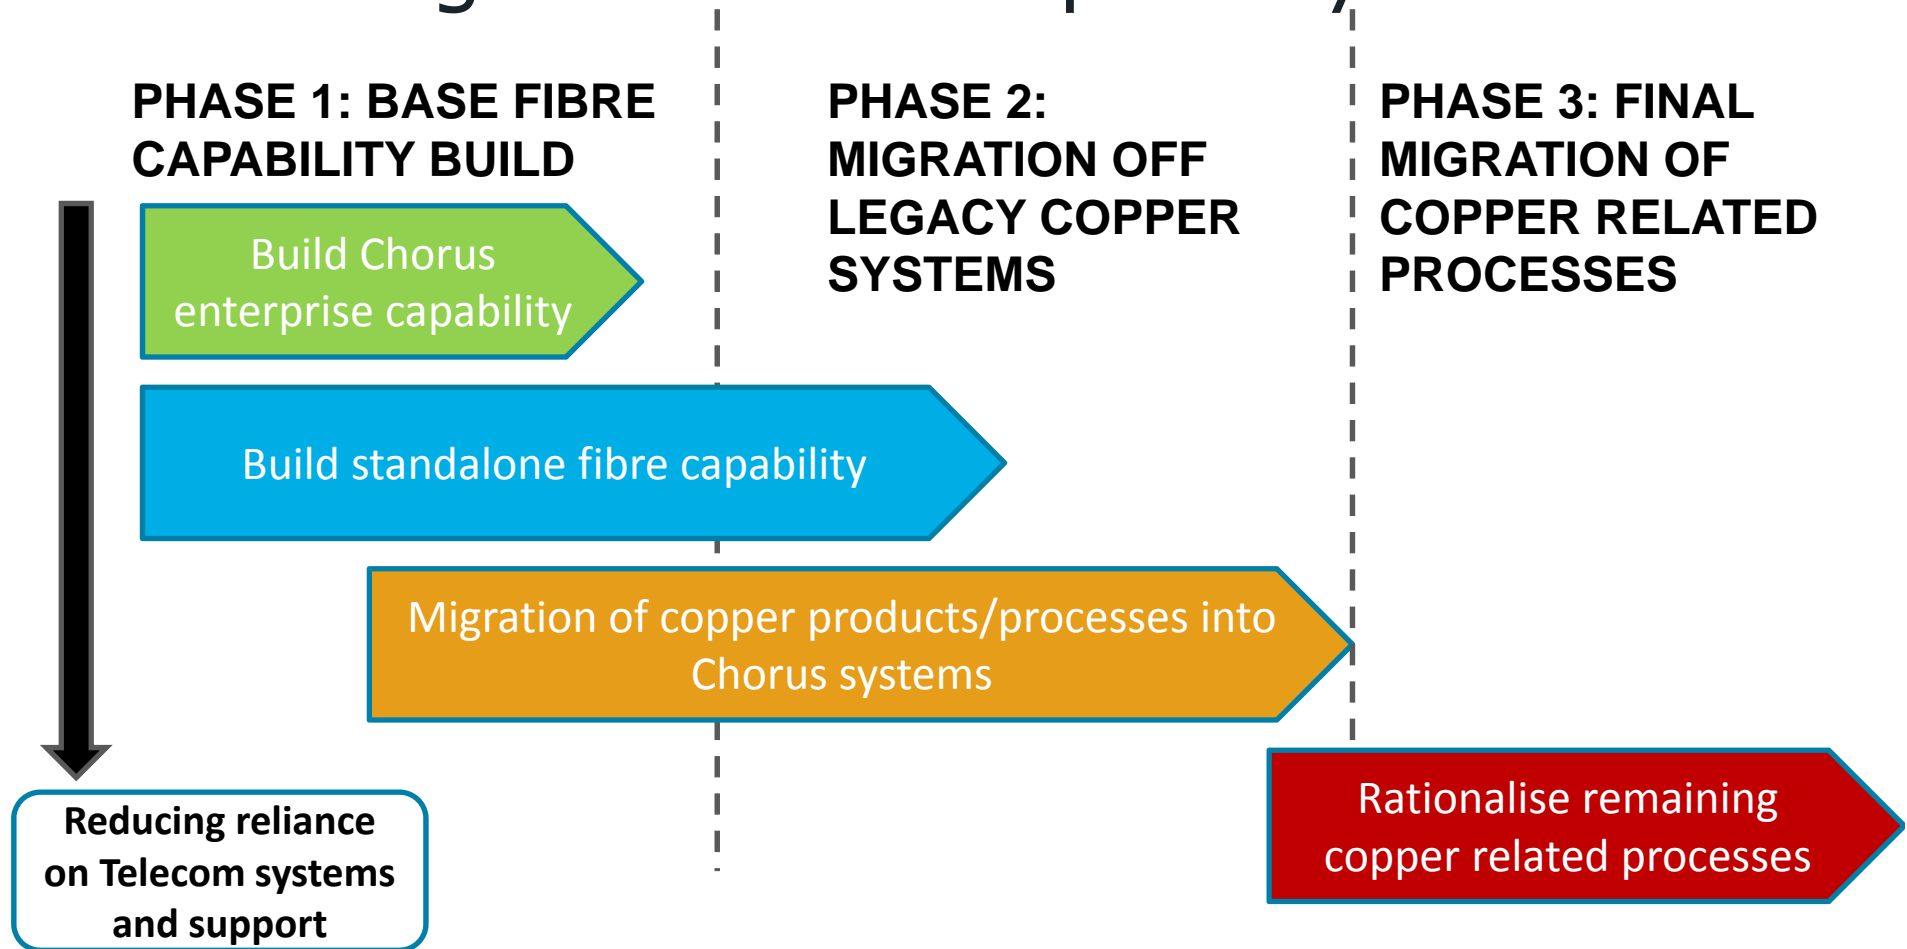 PHASE 1: BASE FIBRE
CAPABILITY BUILD
PHASE 2:
MIGRATION OFF
LEGACY COPPER
SYSTEMS
PHASE 3: FINAL
MIGRATION OF
COPPER RELATED
PROCESSES
Build Chorus
enterprise capability
Build standalone fibre capability
Migration of copper products/processes into
Chorus systems
Rationalise remaining
copper related processes
Reducing reliance
on Telecom systems
and support